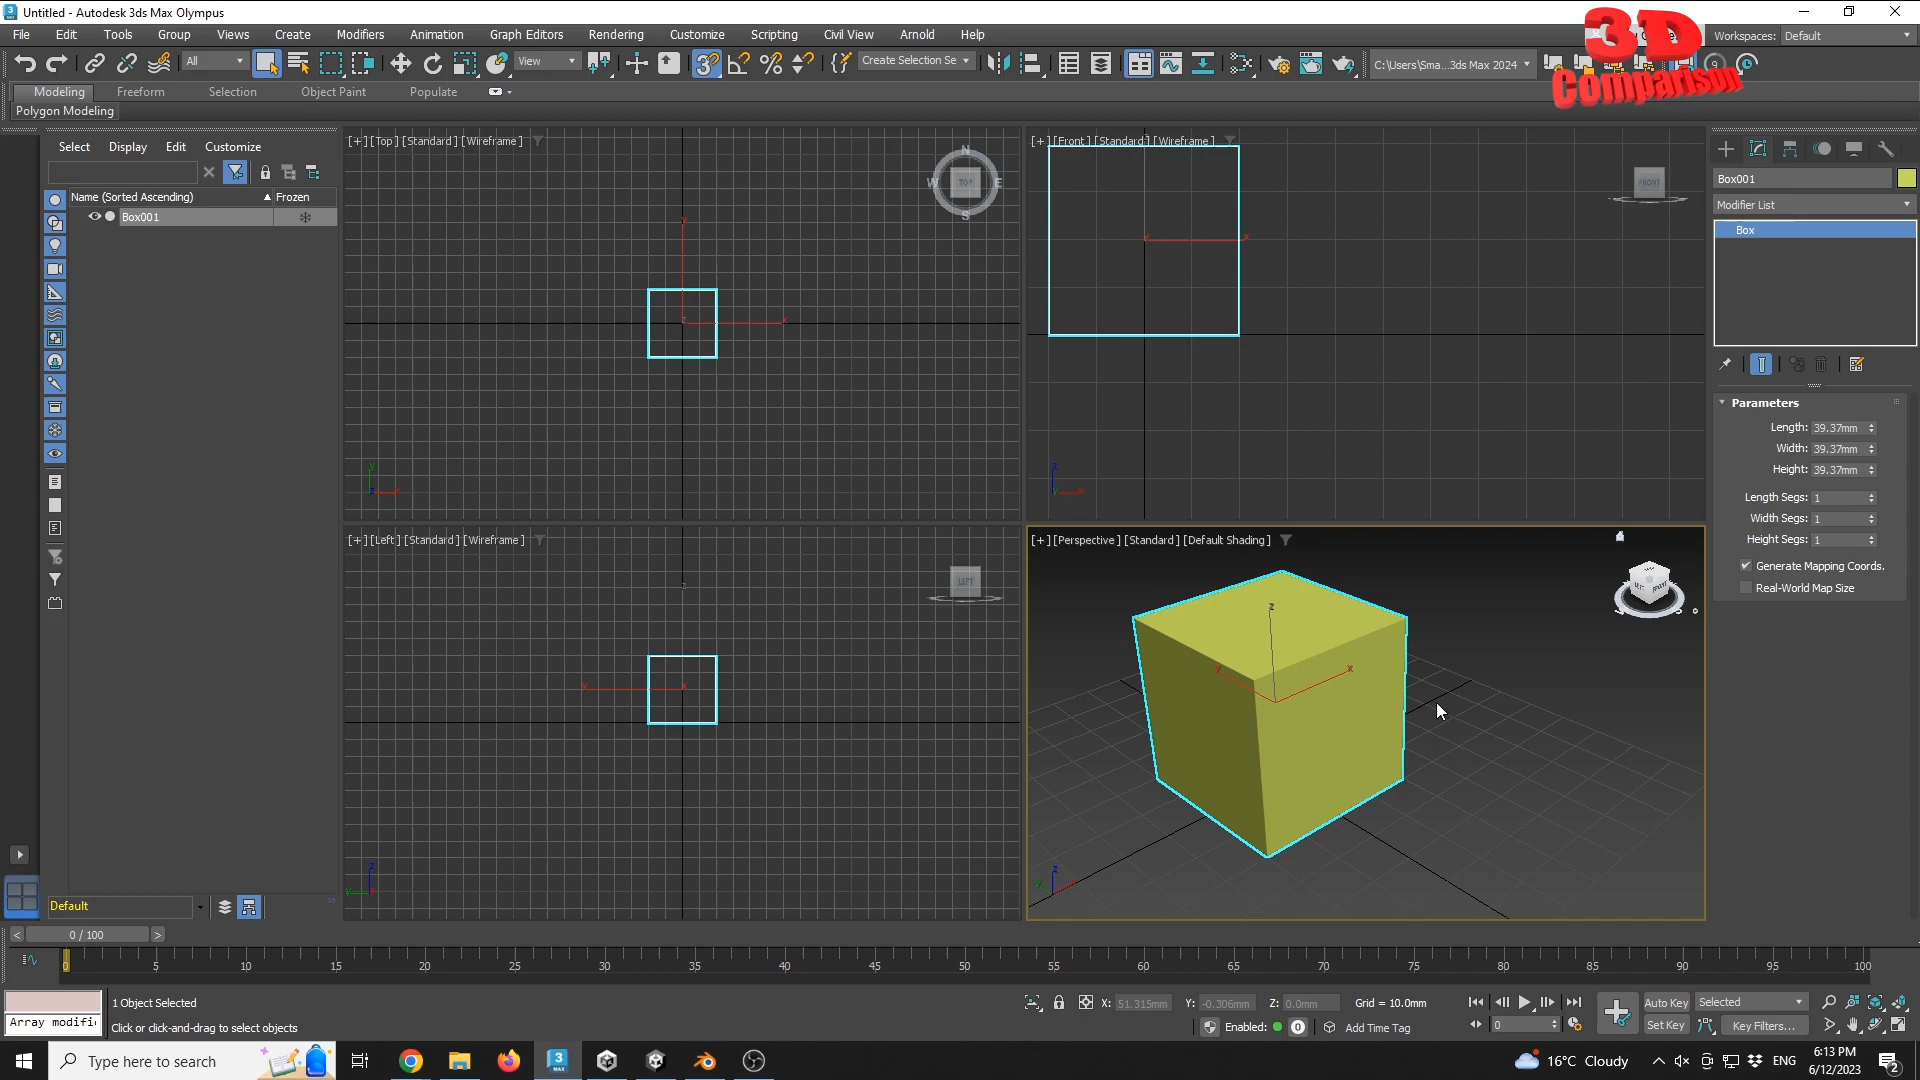 Untitled - Autodesk 3ds Max Olympus
File Edit Tools Group Views Create Modifiers Animation Graph Editors Rendering Customize Scripting Civil View Arnold Help
Workspaces: Default
3D
Comparison
All View Create Selection Se C:\Users\Sma...3ds Max 2024
Modeling Freeform Selection Object Paint Populate
Polygon Modeling
Select Display Edit Customize
Name (Sorted Ascending) Frozen
Box001
[+] [Top] [Standard] [Wireframe]
N
W TOP E
S
y
z x
y
z x
[+] [Front] [Standard] [Wireframe]
FRONT
y x
z
y x
[+] [Left] [Standard] [Wireframe]
LEFT
z
y x
z
y
[+] [Perspective] [Standard] [Default Shading]
z
y x
z
y x
Box001
Modifier List
Box
Parameters
Length: 39.37mm
Width: 39.37mm
Height: 39.37mm
Length Segs: 1
Width Segs: 1
Height Segs: 1
Generate Mapping Coords.
Real-World Map Size
Default
< 0 / 100 >
0 5 10 15 20 25 30 35 40 45 50 55 60 65 70 75 80 85 90 95 100
1 Object Selected
X: 51.315mm Y: -0.306mm Z: 0.0mm Grid = 10.0mm
Auto Key Selected
Array modifi
Click or click-and-drag to select objects
Enabled: 0 Add Time Tag
0
Set Key Key Filters...
Type here to search
3
MAX
16°C Cloudy
ENG
6:13 PM
6/12/2023
2